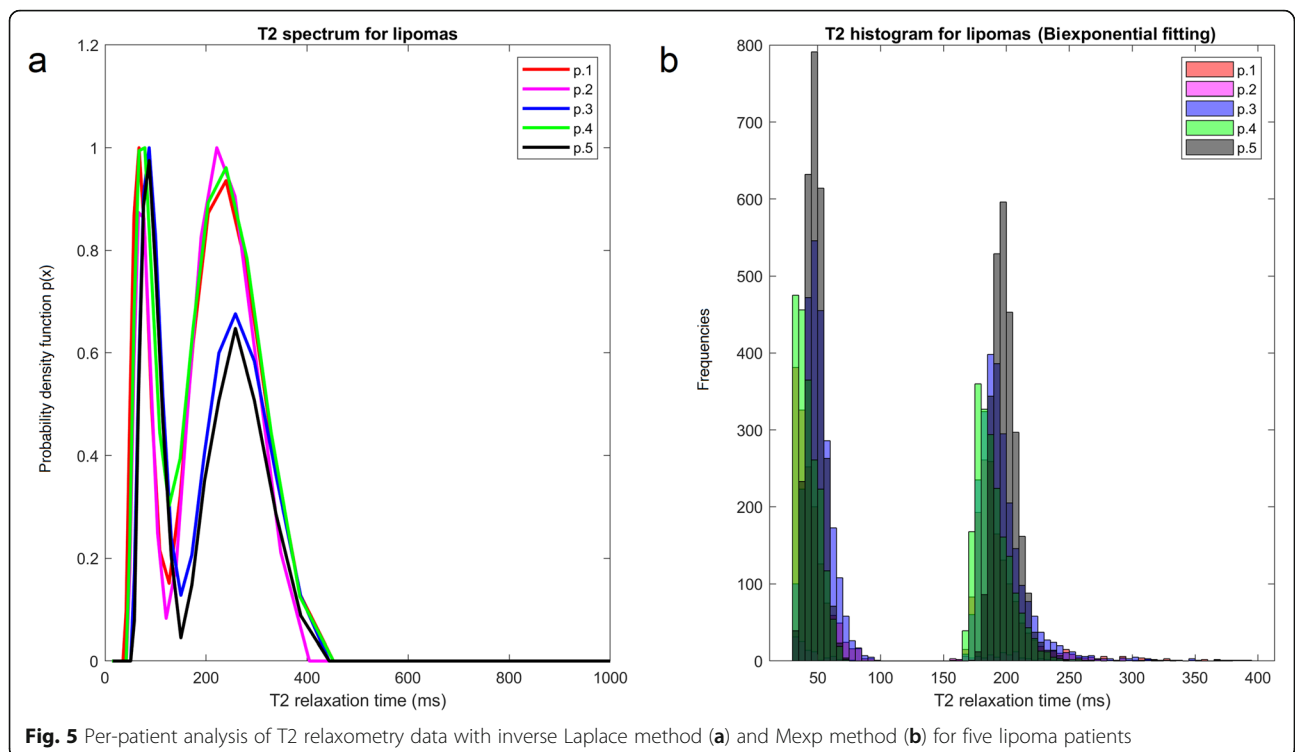 a
T2 spectrum for lipomas
1.2
1
0.8
0.6
0.4
0.2
0
Probability density function p(x)
0 200 400 600 800 1000
T2 relaxation time (ms)
p.1
p.2
p.3
p.4
p.5
b
T2 histogram for lipomas (Biexponential fitting)
800
700
600
500
400
300
200
100
0
Frequencies
50 100 150 200 250 300 350 400
T2 relaxation time (ms)
p.1
p.2
p.3
p.4
p.5
Fig. 5 Per-patient analysis of T2 relaxometry data with inverse Laplace method (a) and Mexp method (b) for five lipoma patients